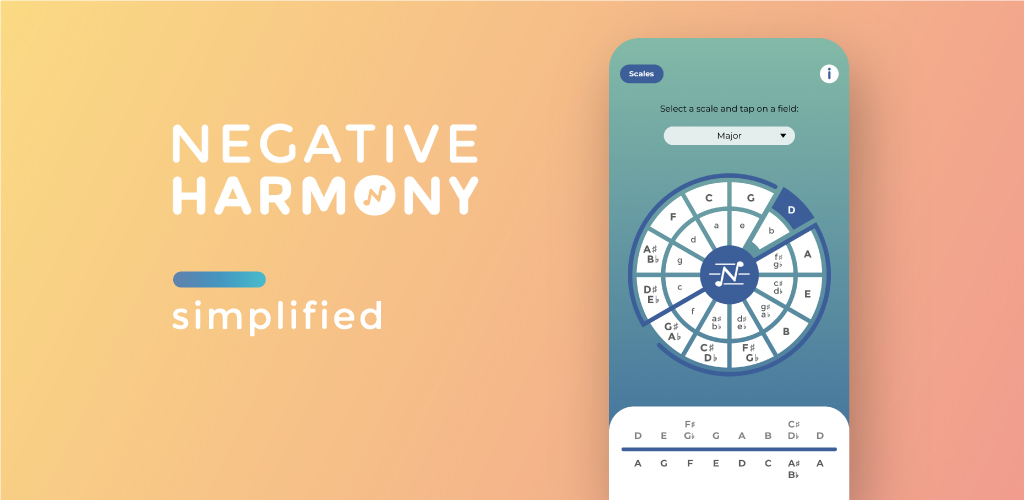 NEGATIVE
HARMONY
simplified
Scales
i
Select a scale and tap on a field:
Major
C
G
D
A
E
B
F♯
G♭
C♯
D♭
G♯
A♭
D♯
E♭
A♯
B♭
F
a
e
b
f♯
g♭
c♯
d♭
g♯
a♭
d♯
e♭
a♯
b♭
f
c
g
d
N
F♯ C♯
D E G♭ G A B D♭ D
A G F E D C A♯ A
B♭